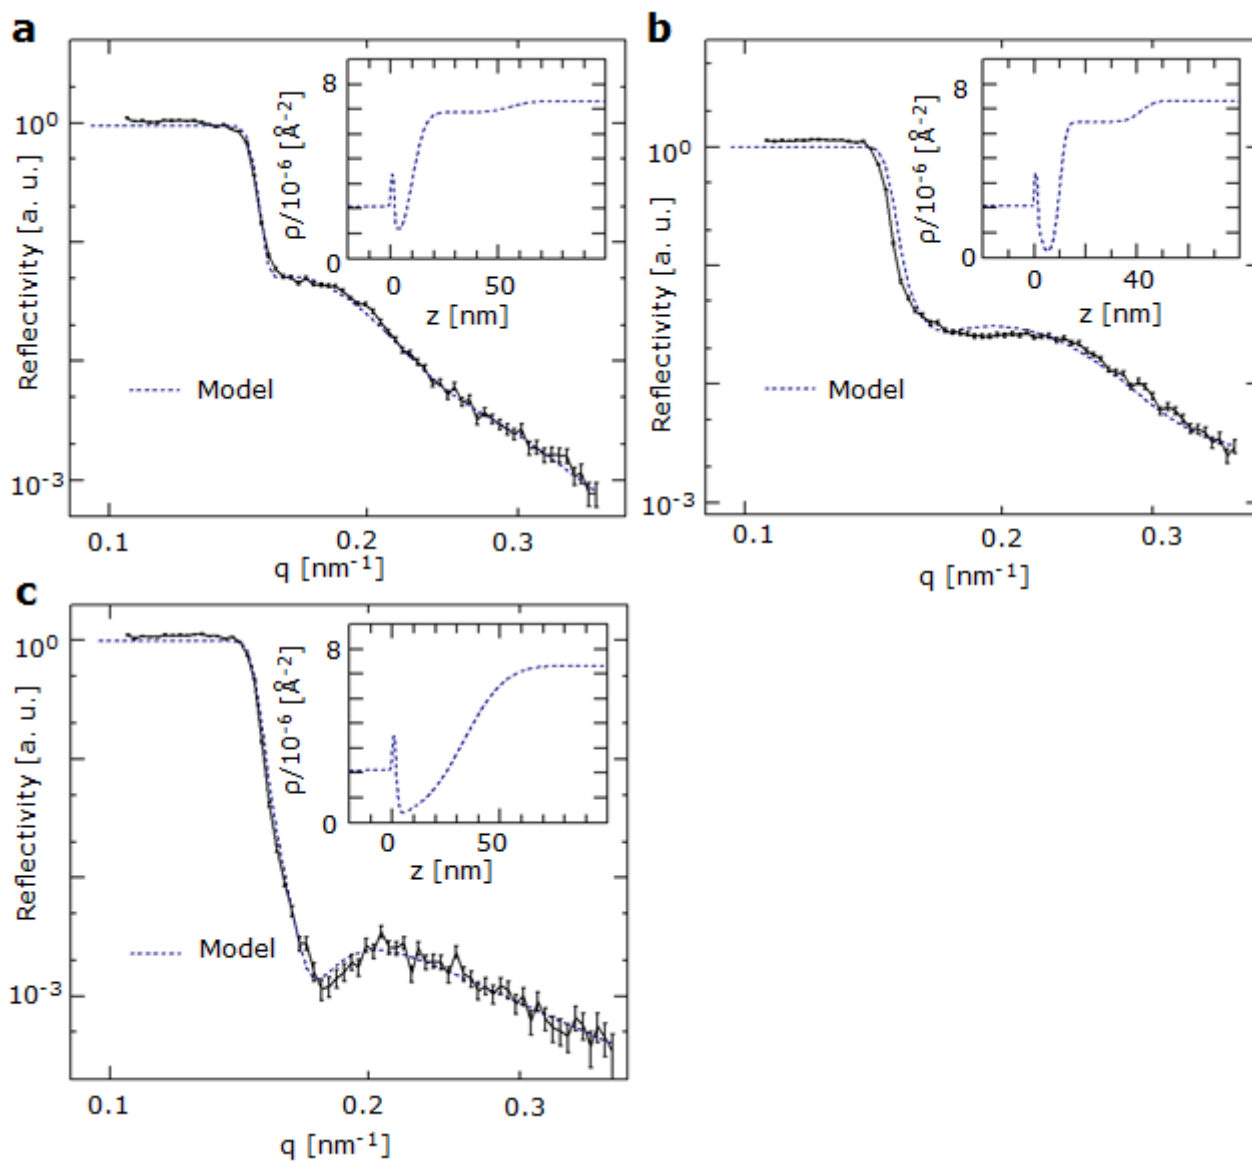 a
Reflectivity [a. u.]
10⁰
10⁻³
0.1
0.2
0.3
q [nm⁻¹]
Model
ρ/10⁻⁶ [Å⁻²]
8
0
0
50
z [nm]
b
Reflectivity [a. u.]
10⁰
10⁻³
0.1
0.2
0.3
q [nm⁻¹]
Model
ρ/10⁻⁶ [Å⁻²]
8
0
0
40
z [nm]
c
Reflectivity [a. u.]
10⁰
10⁻³
0.1
0.2
0.3
q [nm⁻¹]
Model
ρ/10⁻⁶ [Å⁻²]
8
0
0
50
z [nm]